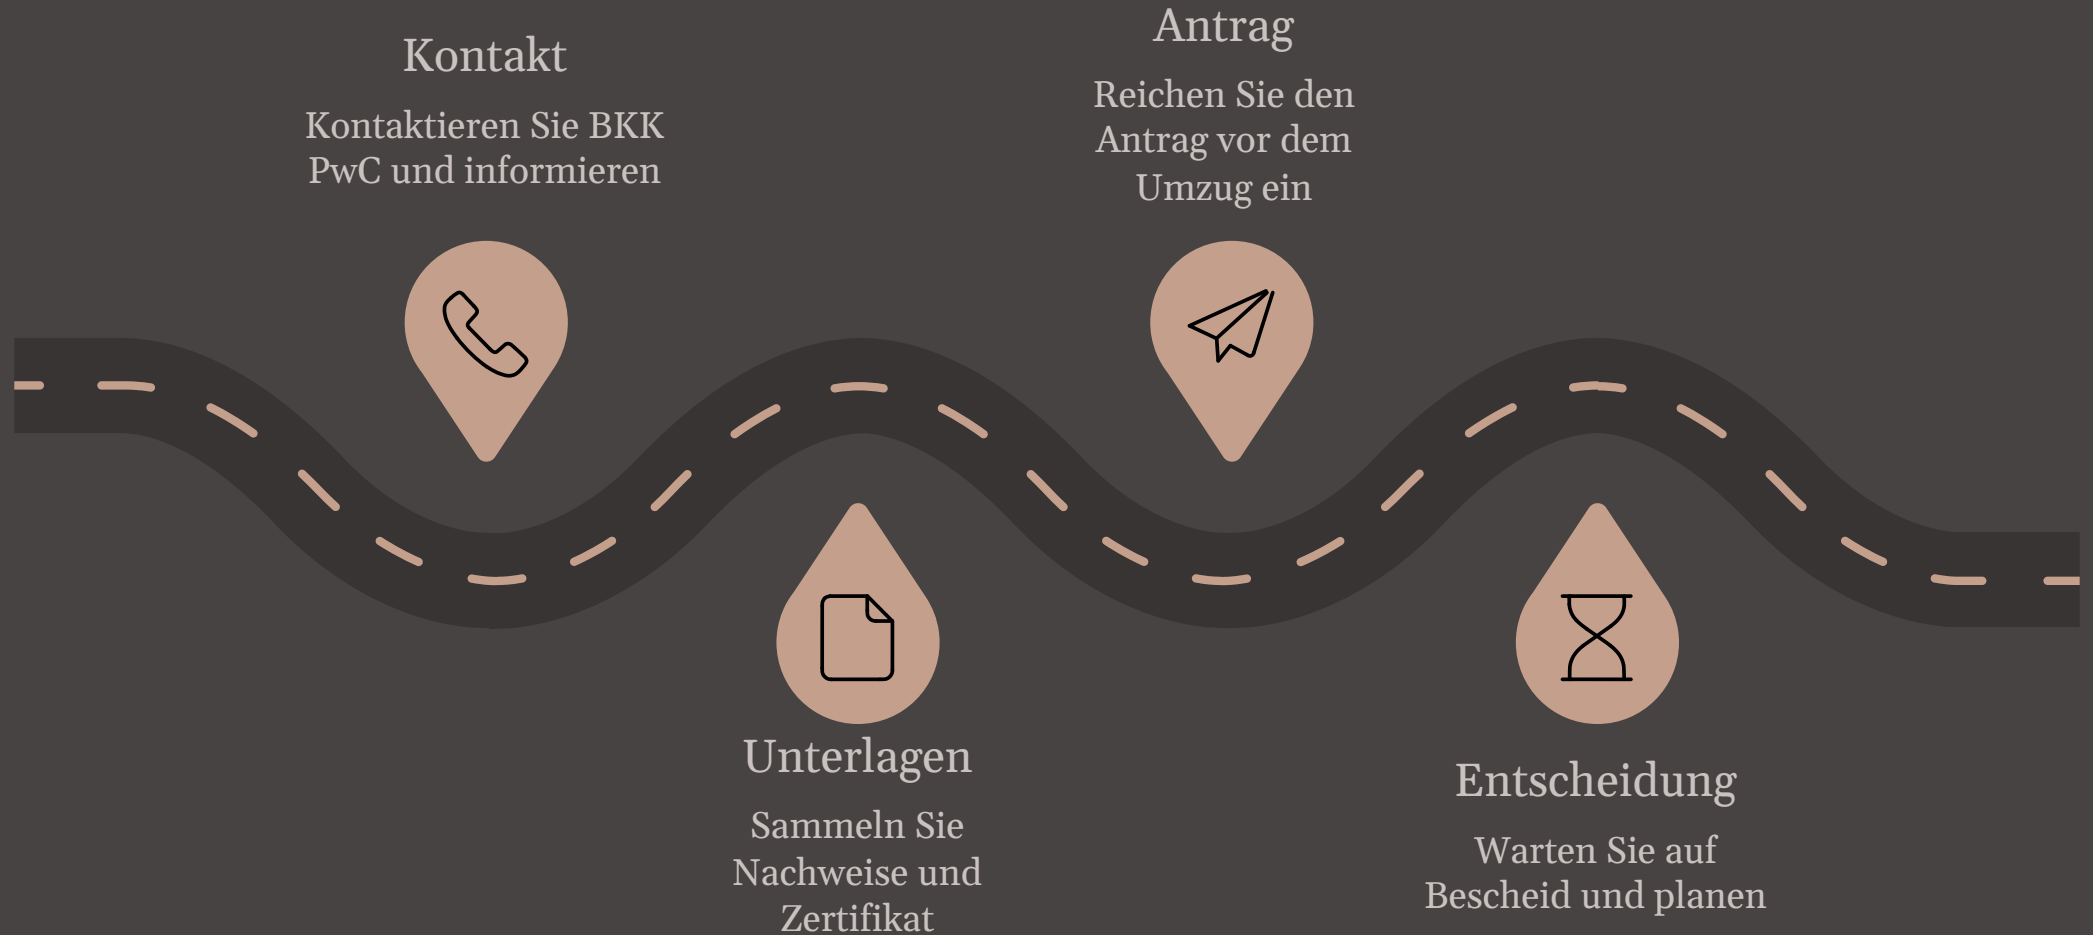 Kontakt
Kontaktieren Sie BKK
PwC und informieren
Unterlagen
Sammeln Sie
Nachweise und
Zertifikat
Antrag
Reichen Sie den
Antrag vor dem
Umzug ein
Entscheidung
Warten Sie auf
Bescheid und planen